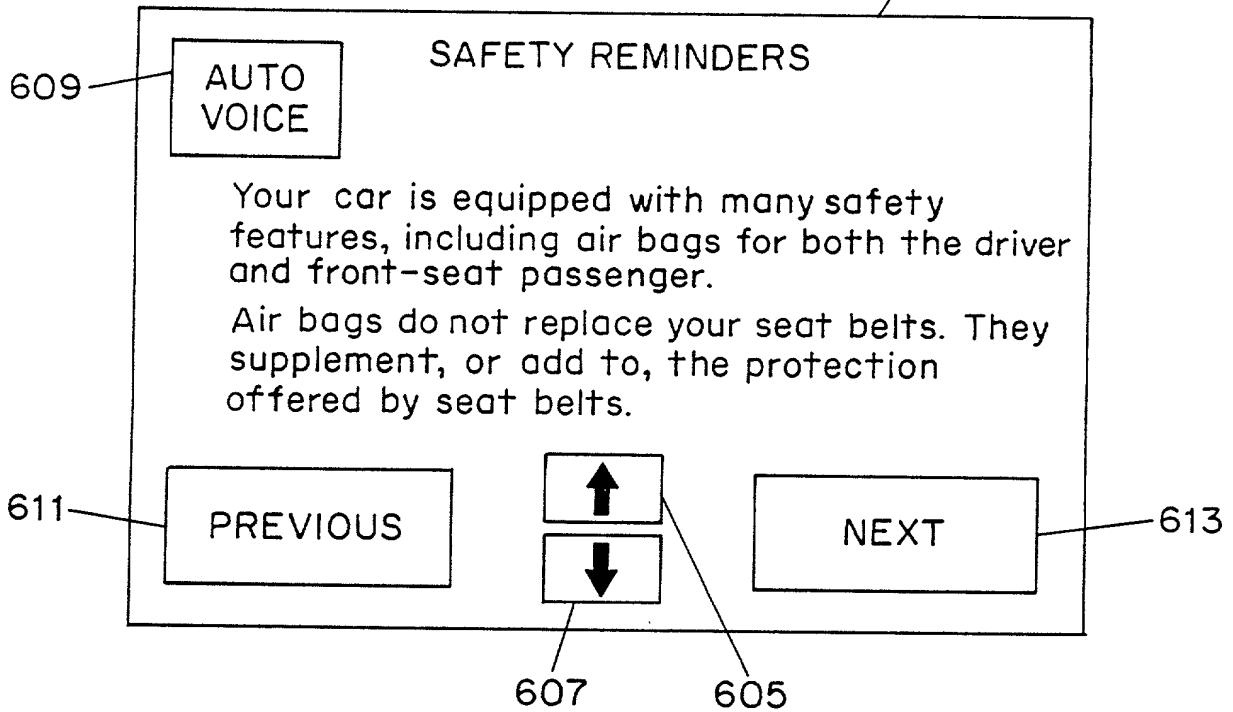 SAFETY REMINDERS
609
AUTO
VOICE
Your car is equipped with many safety
features, including air bags for both the driver
and front-seat passenger.
Air bags do not replace your seat belts. They
supplement, or add to, the protection
offered by seat belts.
611
PREVIOUS
NEXT
613
607
605